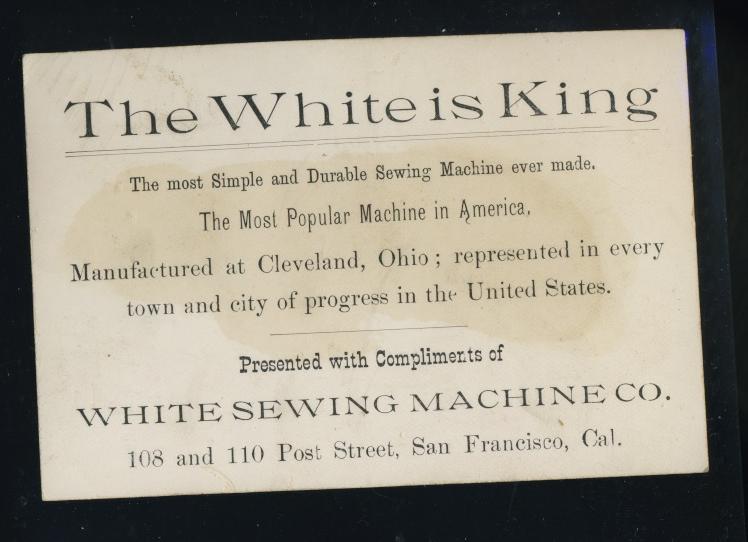 The White is King
The most Simple and Durable Sewing Machine ever made.
The Most Popular Machine in America,
Manufactured at Cleveland, Ohio; represented in every
town and city of progress in the United States.
Presented with Compliments of
WHITE SEWING MACHINE CO.
108 and 110 Post Street, San Francisco, Cal.